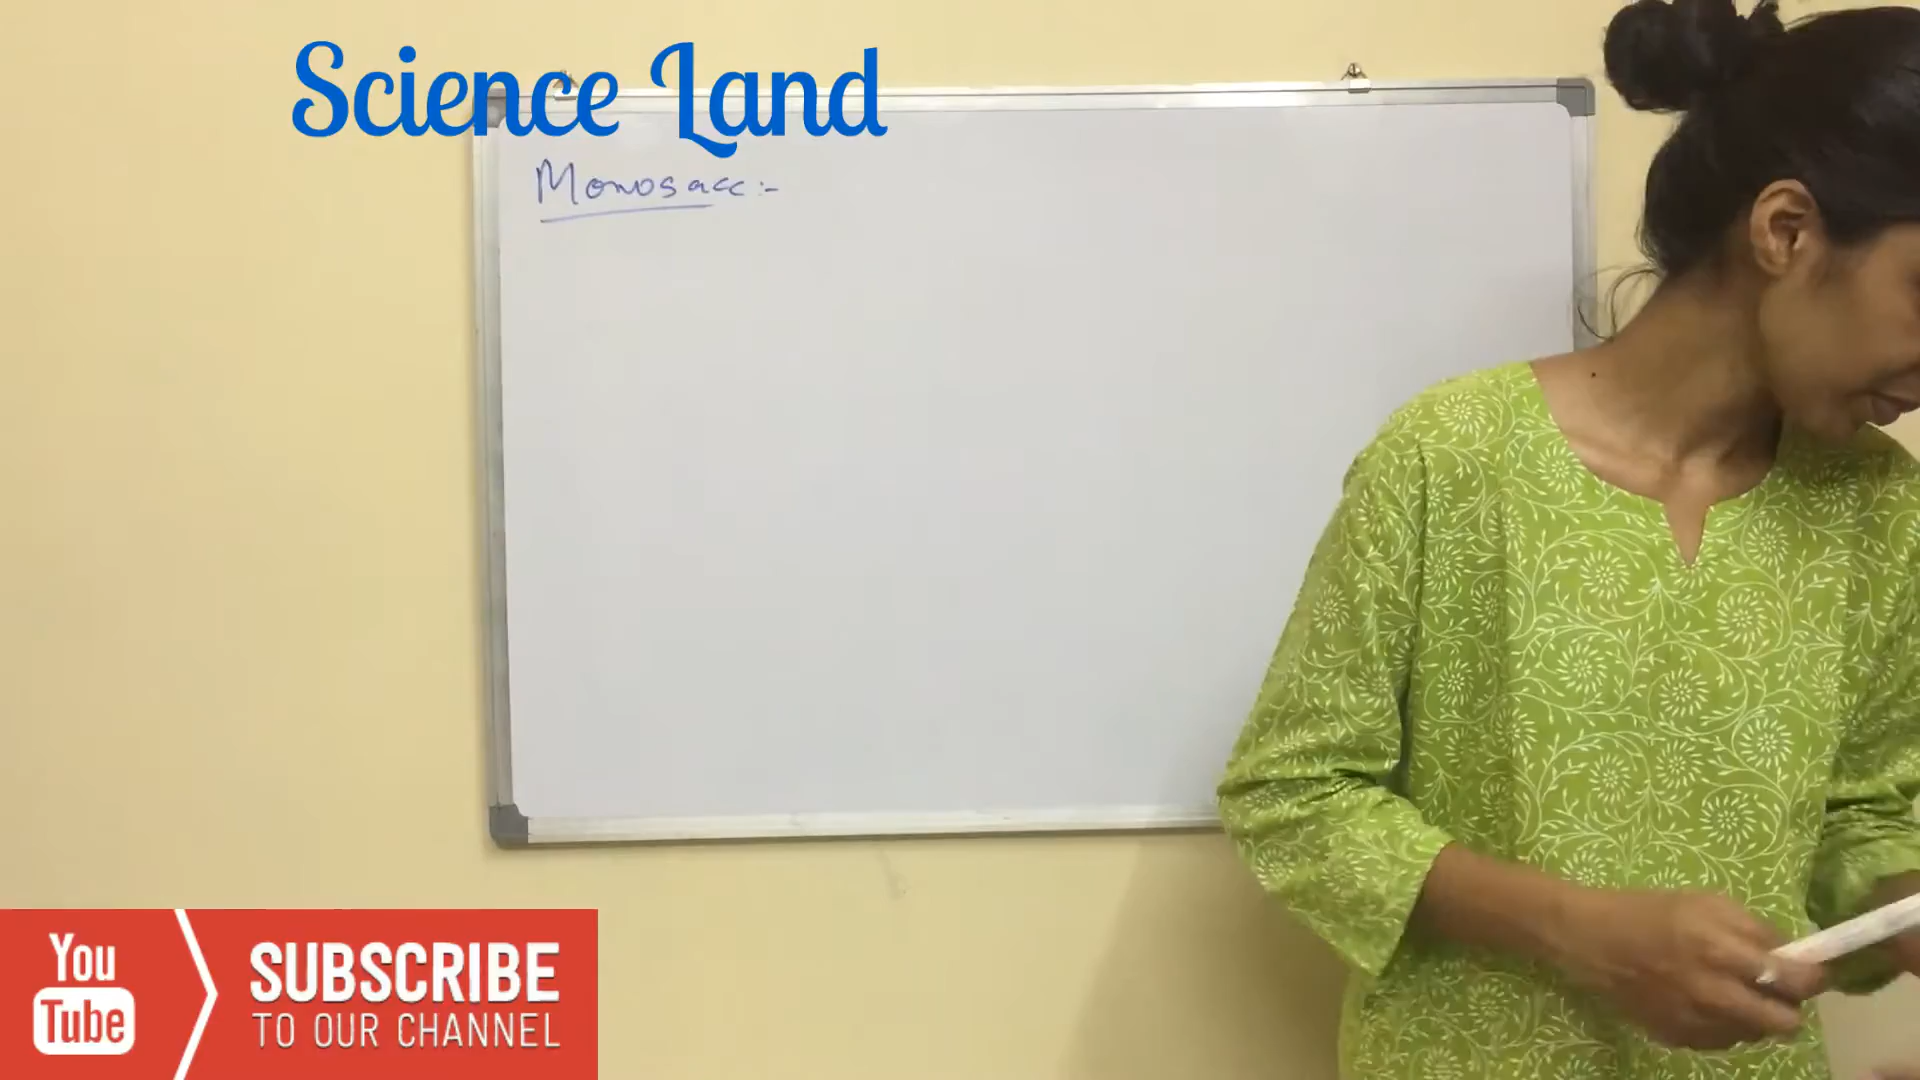 Science Land
Monosacc:-
You
Tube
SUBSCRIBE
TO OUR CHANNEL